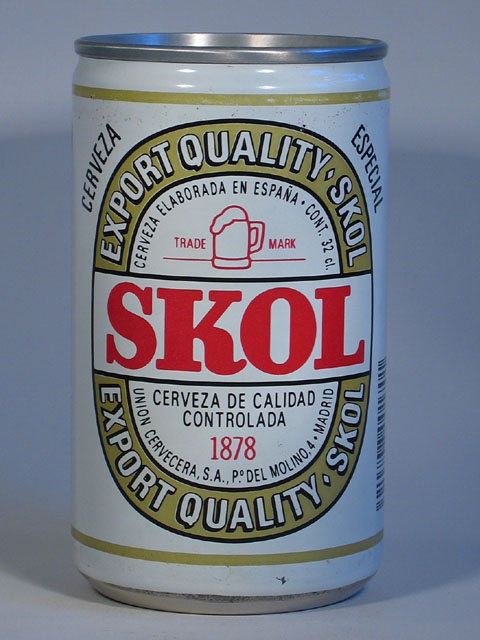 CERVEZA
ESPECIAL
EXPORT QUALITY · SKOL
CERVEZA ELABORADA EN ESPAÑA · CONT. 32 cl.
TRADE MARK
SKOL
CERVEZA DE CALIDAD
CONTROLADA
1878
UNION CERVECERA, S.A., P.º DEL MOLINO, 4 · MADRID
EXPORT QUALITY · SKOL